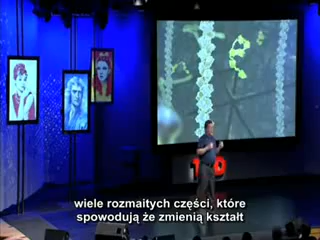 wiele rozmaitych części, które
spowodują że zmienią kształt